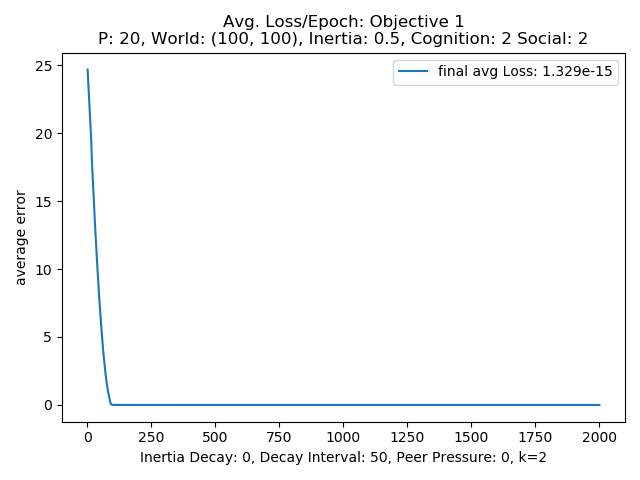 Avg. Loss/Epoch: Objective 1
P: 20, World: (100, 100), Inertia: 0.5, Cognition: 2 Social: 2
final avg Loss: 1.329e-15
average error
25
20
15
10
5
0
0 250 500 750 1000 1250 1500 1750 2000
Inertia Decay: 0, Decay Interval: 50, Peer Pressure: 0, k=2